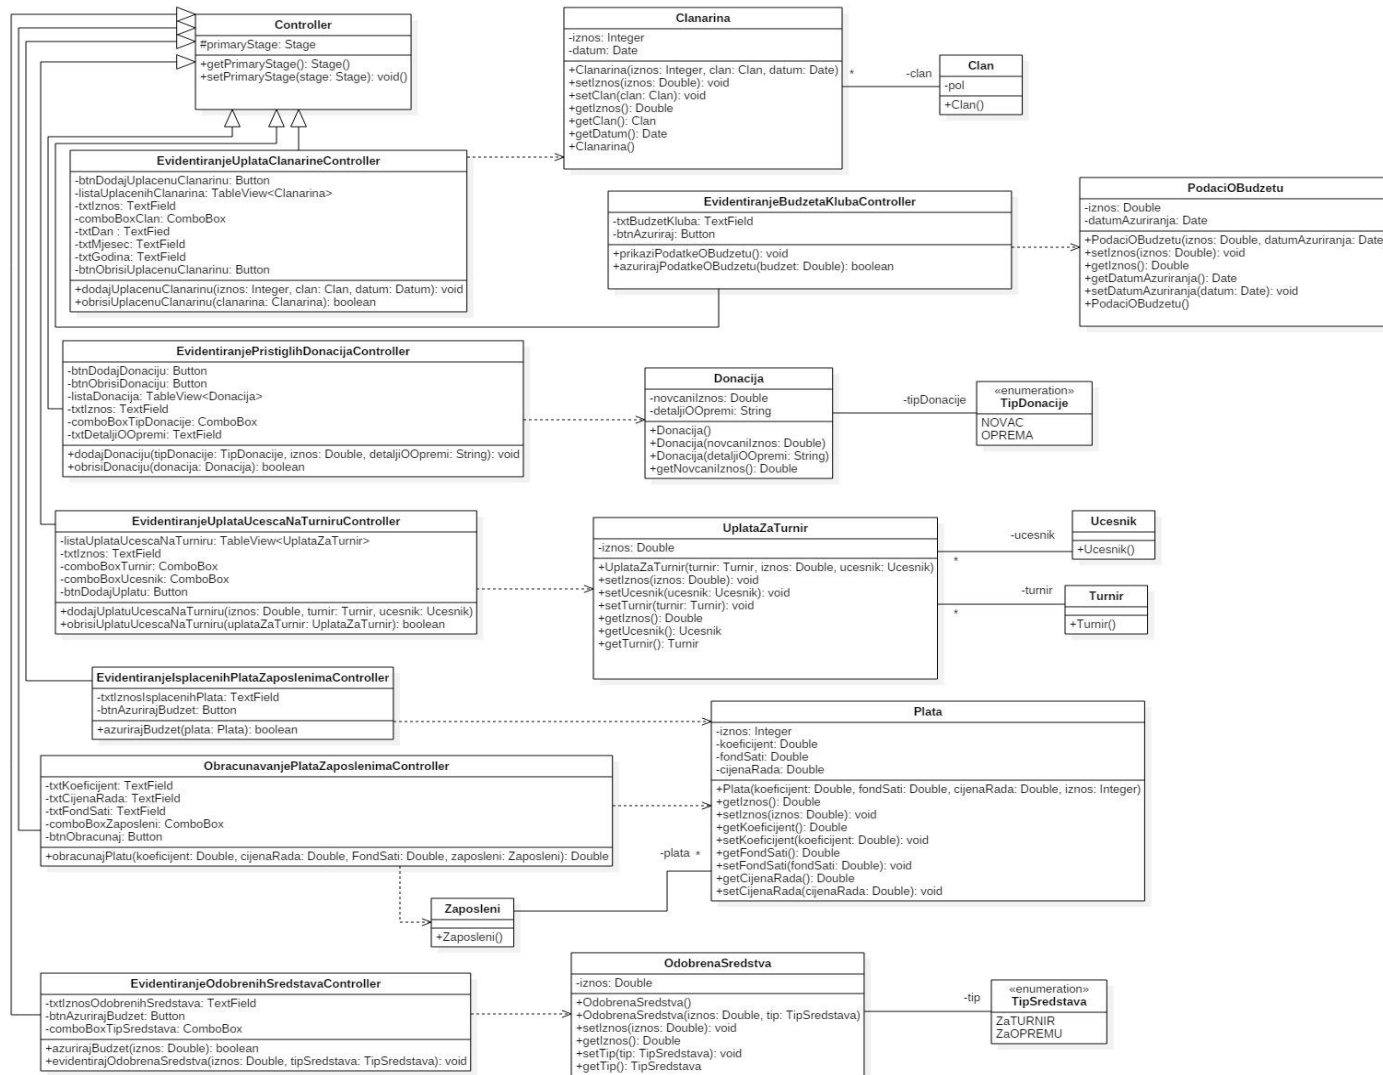 Controller
#primaryStage: Stage
+getPrimaryStage(): Stage()
+setPrimaryStage(stage: Stage): void()
Clanarina
-iznos: Integer
-datum: Date
+Clanarina(iznos: Integer, clan: Clan, datum: Date)
+setIznos(iznos: Double): void
+setClan(clan: Clan): void
+getIznos(): Double
+getClan(): Clan
+getDatum(): Date
+Clanarina()
*
-clan
Clan
-pol
+Clan()
EvidentiranjeUplataClanarineController
-btnDodajUplacenuClanarinu: Button
-listaUplacenihClanarina: TableView<Clanarina>
-txtIznos: TextField
-comboBoxClan: ComboBox
-txtDan : TextFied
-txtMjesec: TextField
-txtGodina: TextField
-btnObrisiUplacenuClanarinu: Button
+dodajUplacenuClanarinu(iznos: Integer, clan: Clan, datum: Datum): void
+obrisiUplacenuClanarinu(clanarina: Clanarina): boolean
EvidentiranjeBudzetaKlubaController
-txtBudzetKluba: TextField
-btnAzuriraj: Button
+prikaziPodatkeOBudzetu(): void
+azurirajPodatkeOBudzetu(budzet: Double): boolean
PodaciOBudzetu
-iznos: Double
-datumAzuriranja: Date
+PodaciOBudzetu(iznos: Double, datumAzuriranja: Date
+setIznos(iznos: Double): void
+getIznos(): Double
+getDatumAzuriranja(): Date
+setDatumAzuriranja(datum: Date): void
+PodaciOBudzetu()
EvidentiranjePristiglihDonacijaController
-btnDodajDonaciju: Button
-btnObrisiDonaciju: Button
-listaDonacija: TableView<Donacija>
-txtIznos: TextField
-comboBoxTipDonacije: ComboBox
-txtDetaljiOOpremi: TextField
+dodajDonaciju(tipDonacije: TipDonacije, iznos: Double, detaljiOOpremi: String): void
+obrisiDonaciju(donacija: Donacija): boolean
Donacija
-novcaniIznos: Double
-detaljiOOpremi: String
+Donacija()
+Donacija(novcaniIznos: Double)
+Donacija(detaljiOOpremi: String)
+getNovcaniIznos(): Double
-tipDonacije
«enumeration»
TipDonacije
NOVAC
OPREMA
EvidentiranjeUplataUcescaNaTurniruController
-listaUplataUcescaNaTurniru: TableView<UplataZaTurnir>
-txtIznos: TextField
-comboBoxTurnir: ComboBox
-comboBoxUcesnik: ComboBox
-btnDodajUplatu: Button
+dodajUplatuUcescaNaTurniru(iznos: Double, turnir: Turnir, ucesnik: Ucesnik)
+obrisiUplatuUcescaNaTurniru(uplataZaTurnir: UplataZaTurnir): boolean
UplataZaTurnir
-iznos: Double
+UplataZaTurnir(turnir: Turnir, iznos: Double, ucesnik: Ucesnik)
+setIznos(iznos: Double): void
+setUcesnik(ucesnik: Ucesnik): void
+setTurnir(turnir: Turnir): void
+getIznos(): Double
+getUcesnik(): Ucesnik
+getTurnir(): Turnir
-ucesnik
*
Ucesnik
+Ucesnik()
-turnir
*
Turnir
+Turnir()
EvidentiranjeIsplacenihPlataZaposlenimaController
-txtIznosIsplacenihPlata: TextField
-btnAzurirajBudzet: Button
+azurirajBudzet(plata: Plata): boolean
Plata
-iznos: Integer
-koeficijent: Double
-fondSati: Double
-cijenaRada: Double
+Plata(koeficijent: Double, fondSati: Double, cijenaRada: Double, iznos: Integer)
+getIznos(): Double
+setIznos(iznos: Double): void
+getKoeficijent(): Double
+setKoeficijent(koeficijent: Double): void
+getFondSati(): Double
+setFondSati(fondSati: Double): void
+getCijenaRada(): Double
+setCijenaRada(cijenaRada: Double): void
ObracunavanjePlataZaposlenimaController
-txtKoeficijent: TextField
-txtCijenaRada: TextField
-txtFondSati: TextField
-comboBoxZaposleni: ComboBox
-btnObracunaj: Button
+obracunajPlatu(koeficijent: Double, cijenaRada: Double, FondSati: Double, zaposleni: Zaposleni): Double
-plata
*
Zaposleni
+Zaposleni()
EvidentiranjeOdobrenihSredstavaController
-txtIznosOdobrenihSredstava: TextField
-btnAzurirajBudzet: Button
-comboBoxTipSredstava: ComboBox
+azurirajBudzet(iznos: Double): boolean
+evidentirajOdobrenaSredstva(iznos: Double, tipSredstava: TipSredstava): void
OdobrenaSredstva
-iznos: Double
+OdobrenaSredstva()
+OdobrenaSredstva(iznos: Double, tip: TipSredstava)
+setIznos(iznos: Double): void
+getIznos(): Double
+setTip(tip: TipSredstava): void
+getTip(): TipSredstava
-tip
«enumeration»
TipSredstava
ZaTURNIR
ZaOPREMU